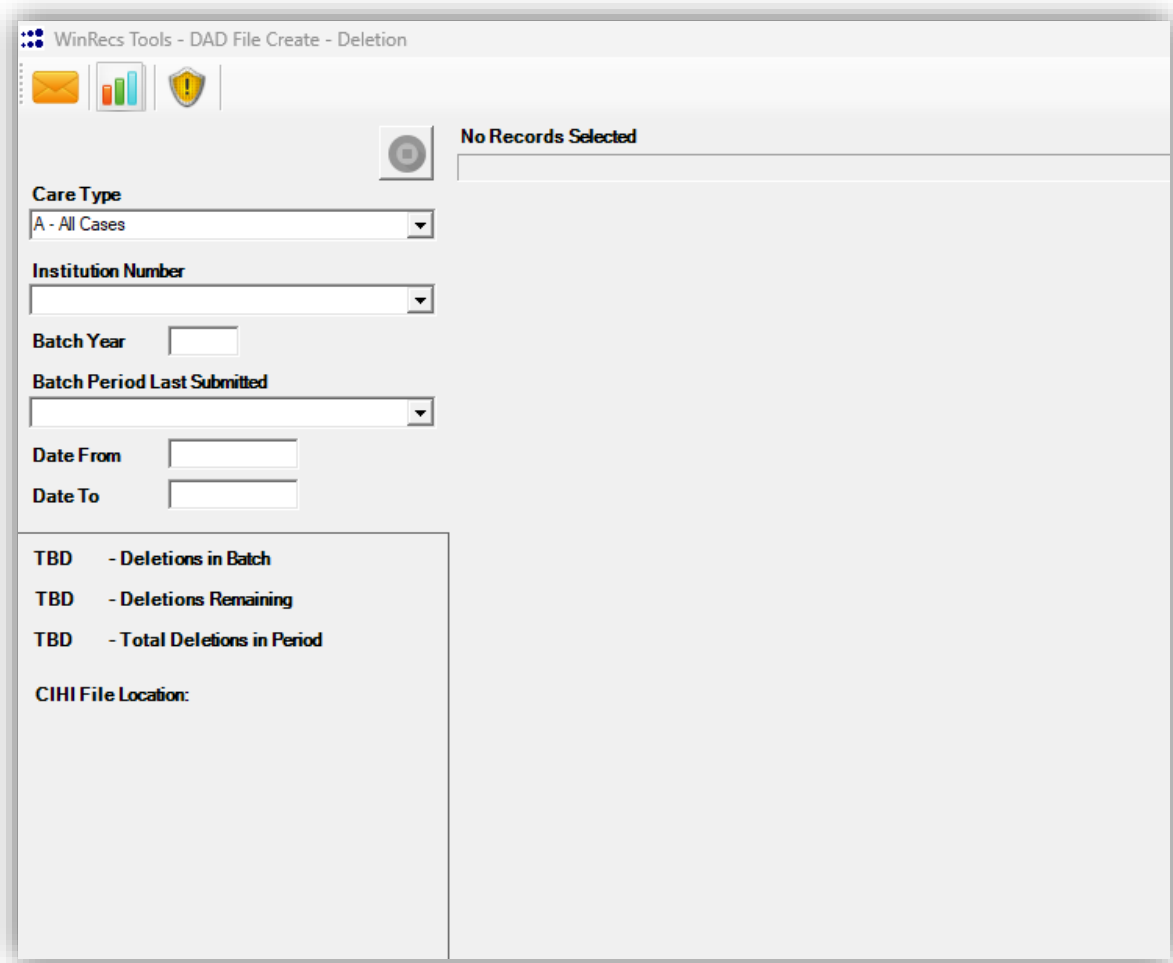 WinRecs Tools - DAD File Create - Deletion
No Records Selected
Care Type
A - All Cases
Institution Number
Batch Year
Batch Period Last Submitted
Date From
Date To
TBD - Deletions in Batch
TBD - Deletions Remaining
TBD - Total Deletions in Period
CIHI File Location: